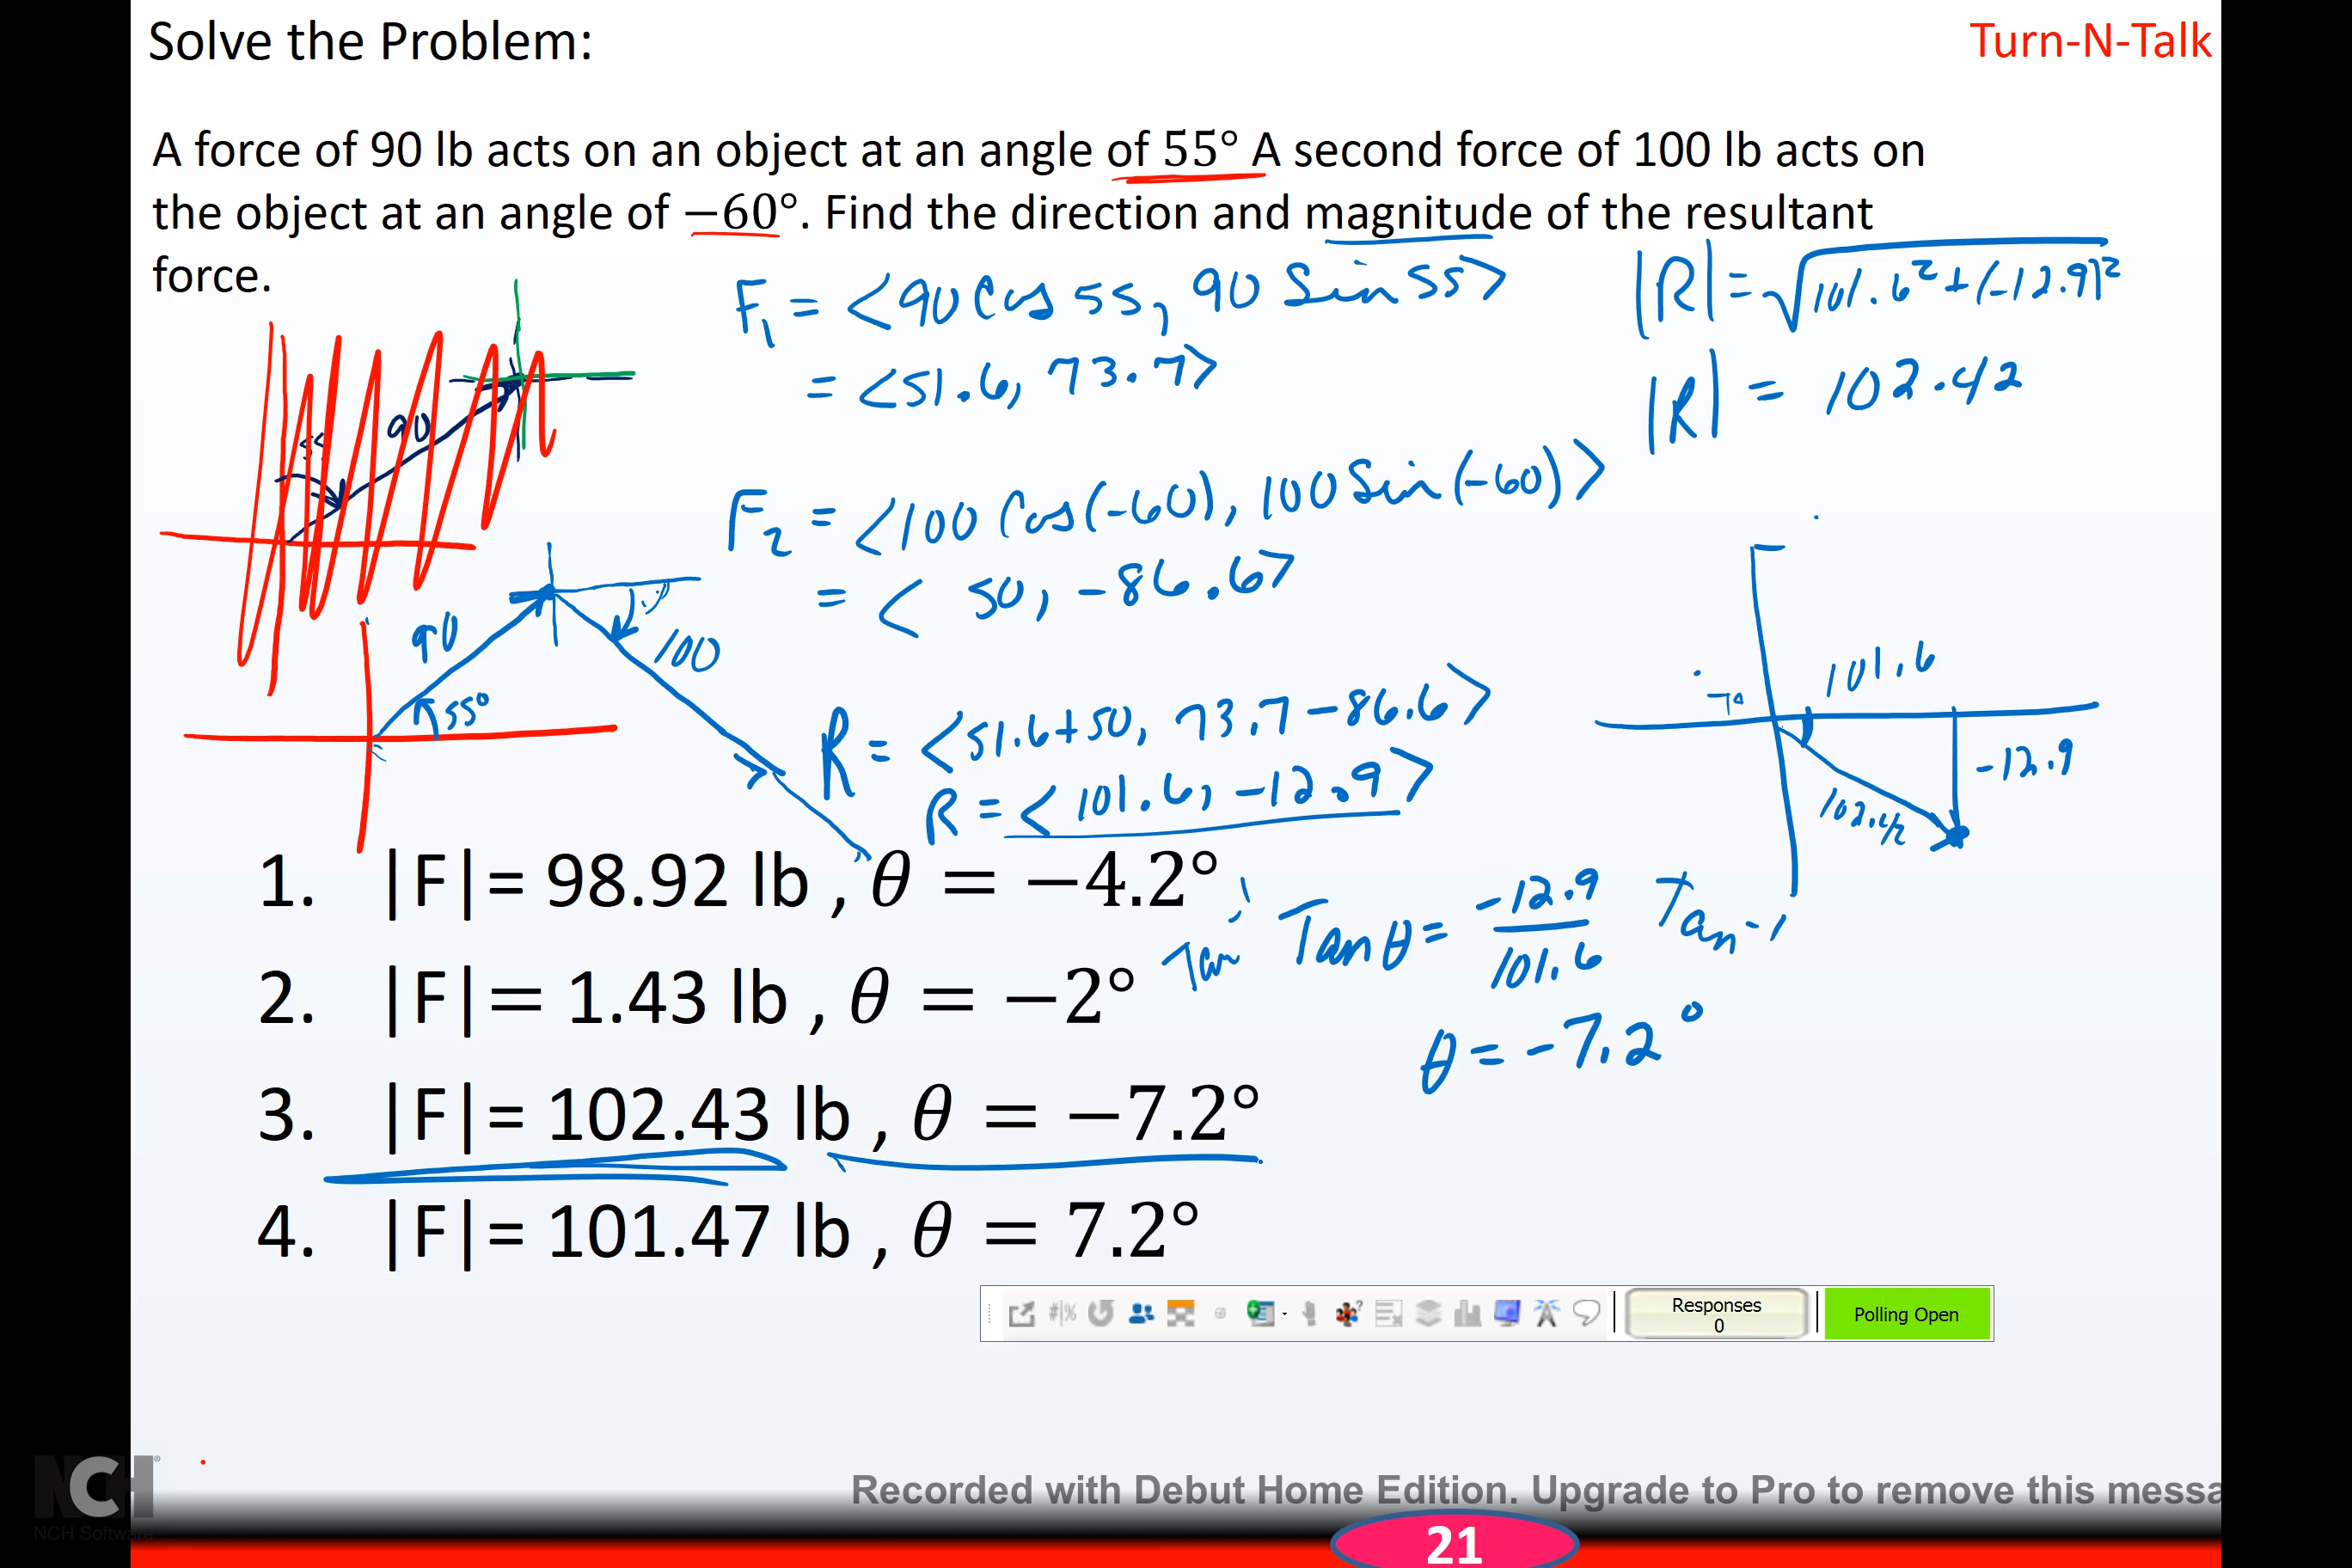 Solve the Problem:
Turn-N-Talk
A force of 90 lb acts on an object at an angle of 55° A second force of 100 lb acts on
the object at an angle of −60°. Find the direction and magnitude of the resultant
force.
F₁ = <90 Cos 55, 90 Sin 55>
= <51.6, 73.7>
|R| = √101.6² + (-12.9)²
|R| = 102.42
55
90
F₂ = <100 Cos(-60), 100 Sin(-60)>
= < 50, -86.6>
90
55°
100
R = <51.6+50, 73.7-86.6>
R = < 101.6, -12.9>
101.6
-12.9
102.42
1. |F|= 98.92 lb , θ = −4.2°
Tan⁻¹ Tan θ = -12.9 / 101.6 Tan⁻¹
2. |F|= 1.43 lb , θ = −2°
θ = -7.2°
3. |F|= 102.43 lb , θ = −7.2°
4. |F|= 101.47 lb , θ = 7.2°
#|%
Responses
0
Polling Open
NCH®
NCH Software
Recorded with Debut Home Edition. Upgrade to Pro to remove this messa
21